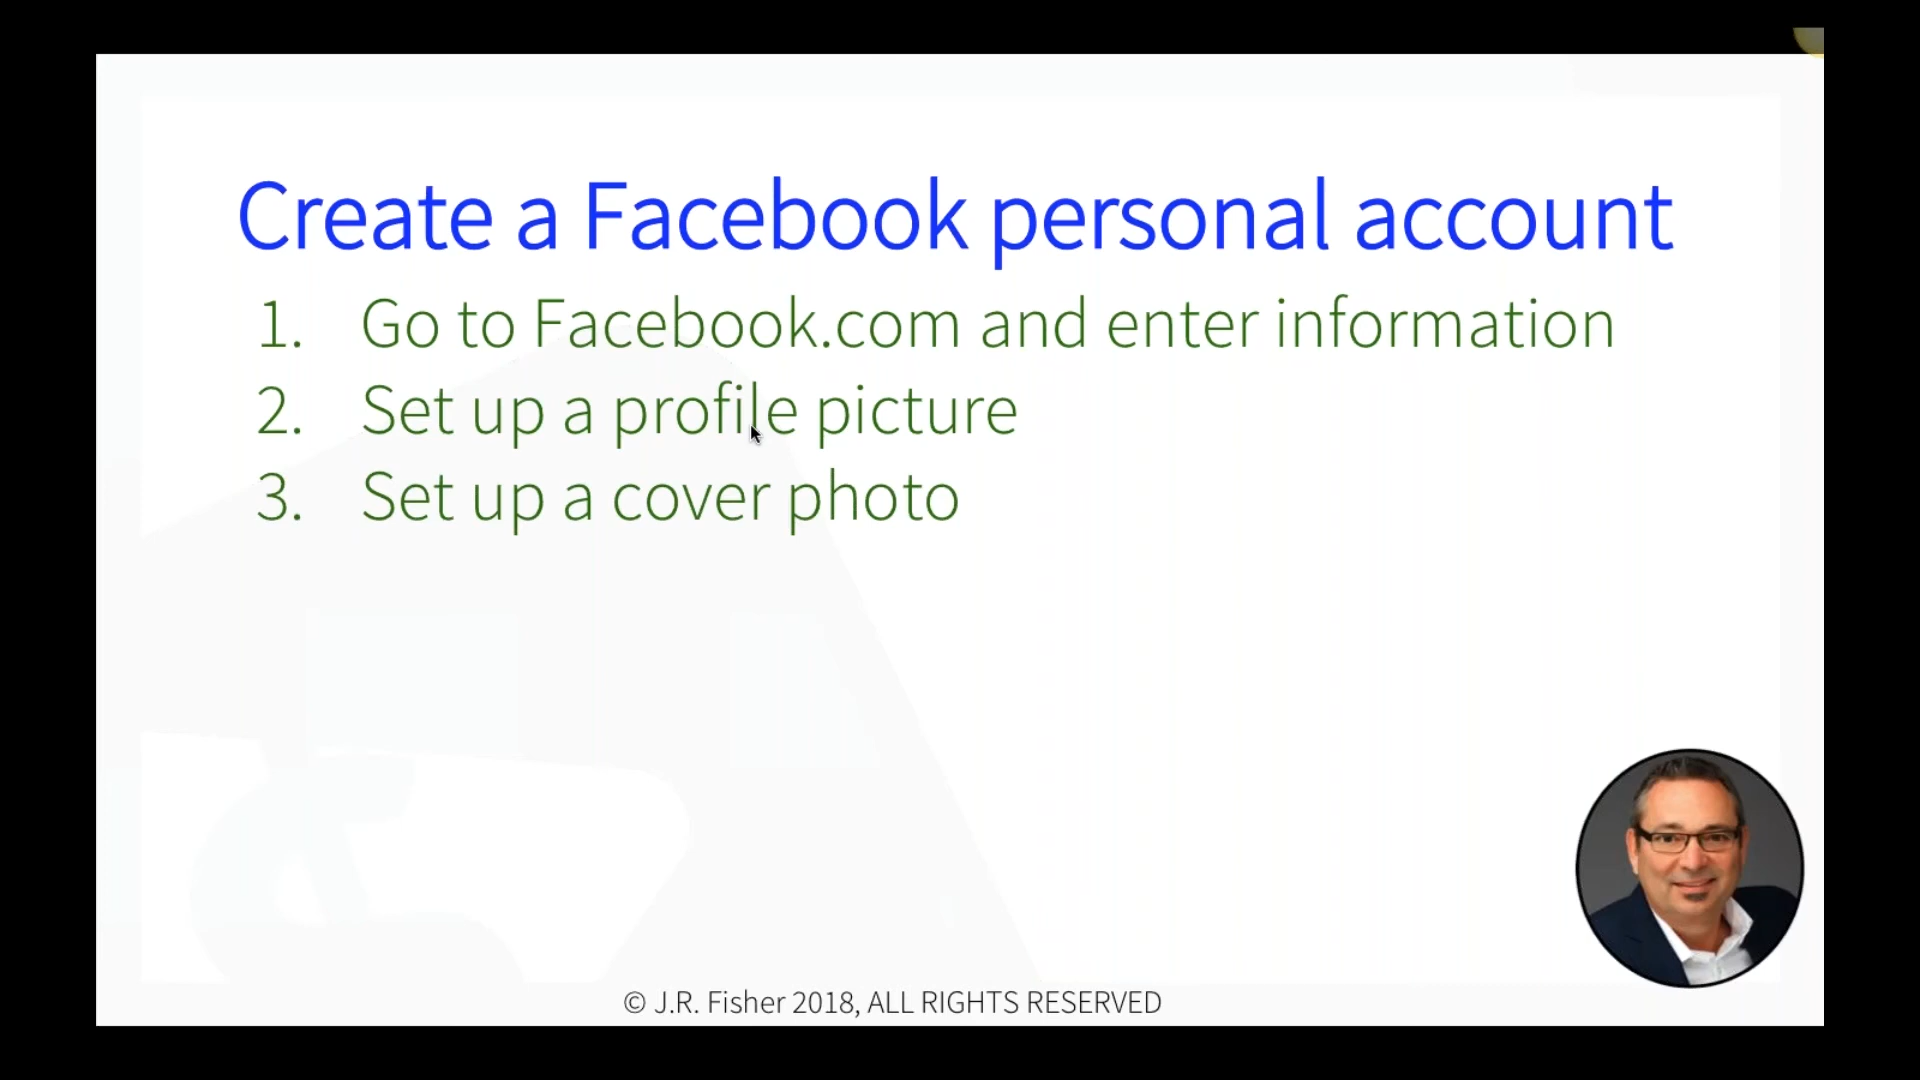 Create a Facebook personal account
1. Go to Facebook.com and enter information
2. Set up a profile picture
3. Set up a cover photo
© J.R. Fisher 2018, ALL RIGHTS RESERVED